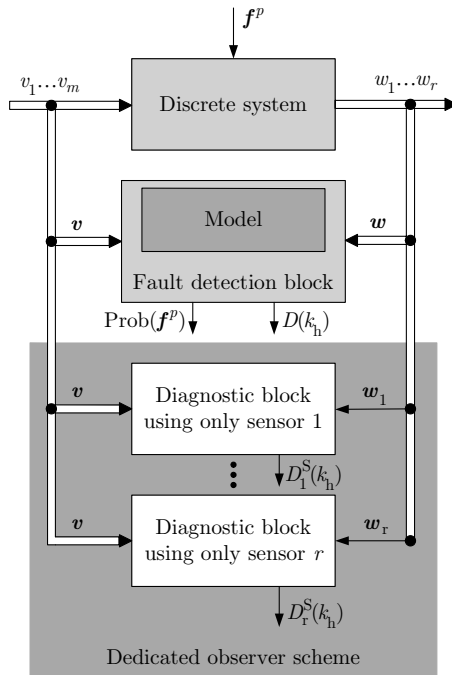 f^p
v_1...v_m
Discrete system
w_1...w_r
v
Model
w
Fault detection block
Prob(f^p)
D(k_h)
v
Diagnostic block
using only sensor 1
w_1
D_1^S(k_h)
v
Diagnostic block
using only sensor r
w_r
D_r^S(k_h)
Dedicated observer scheme